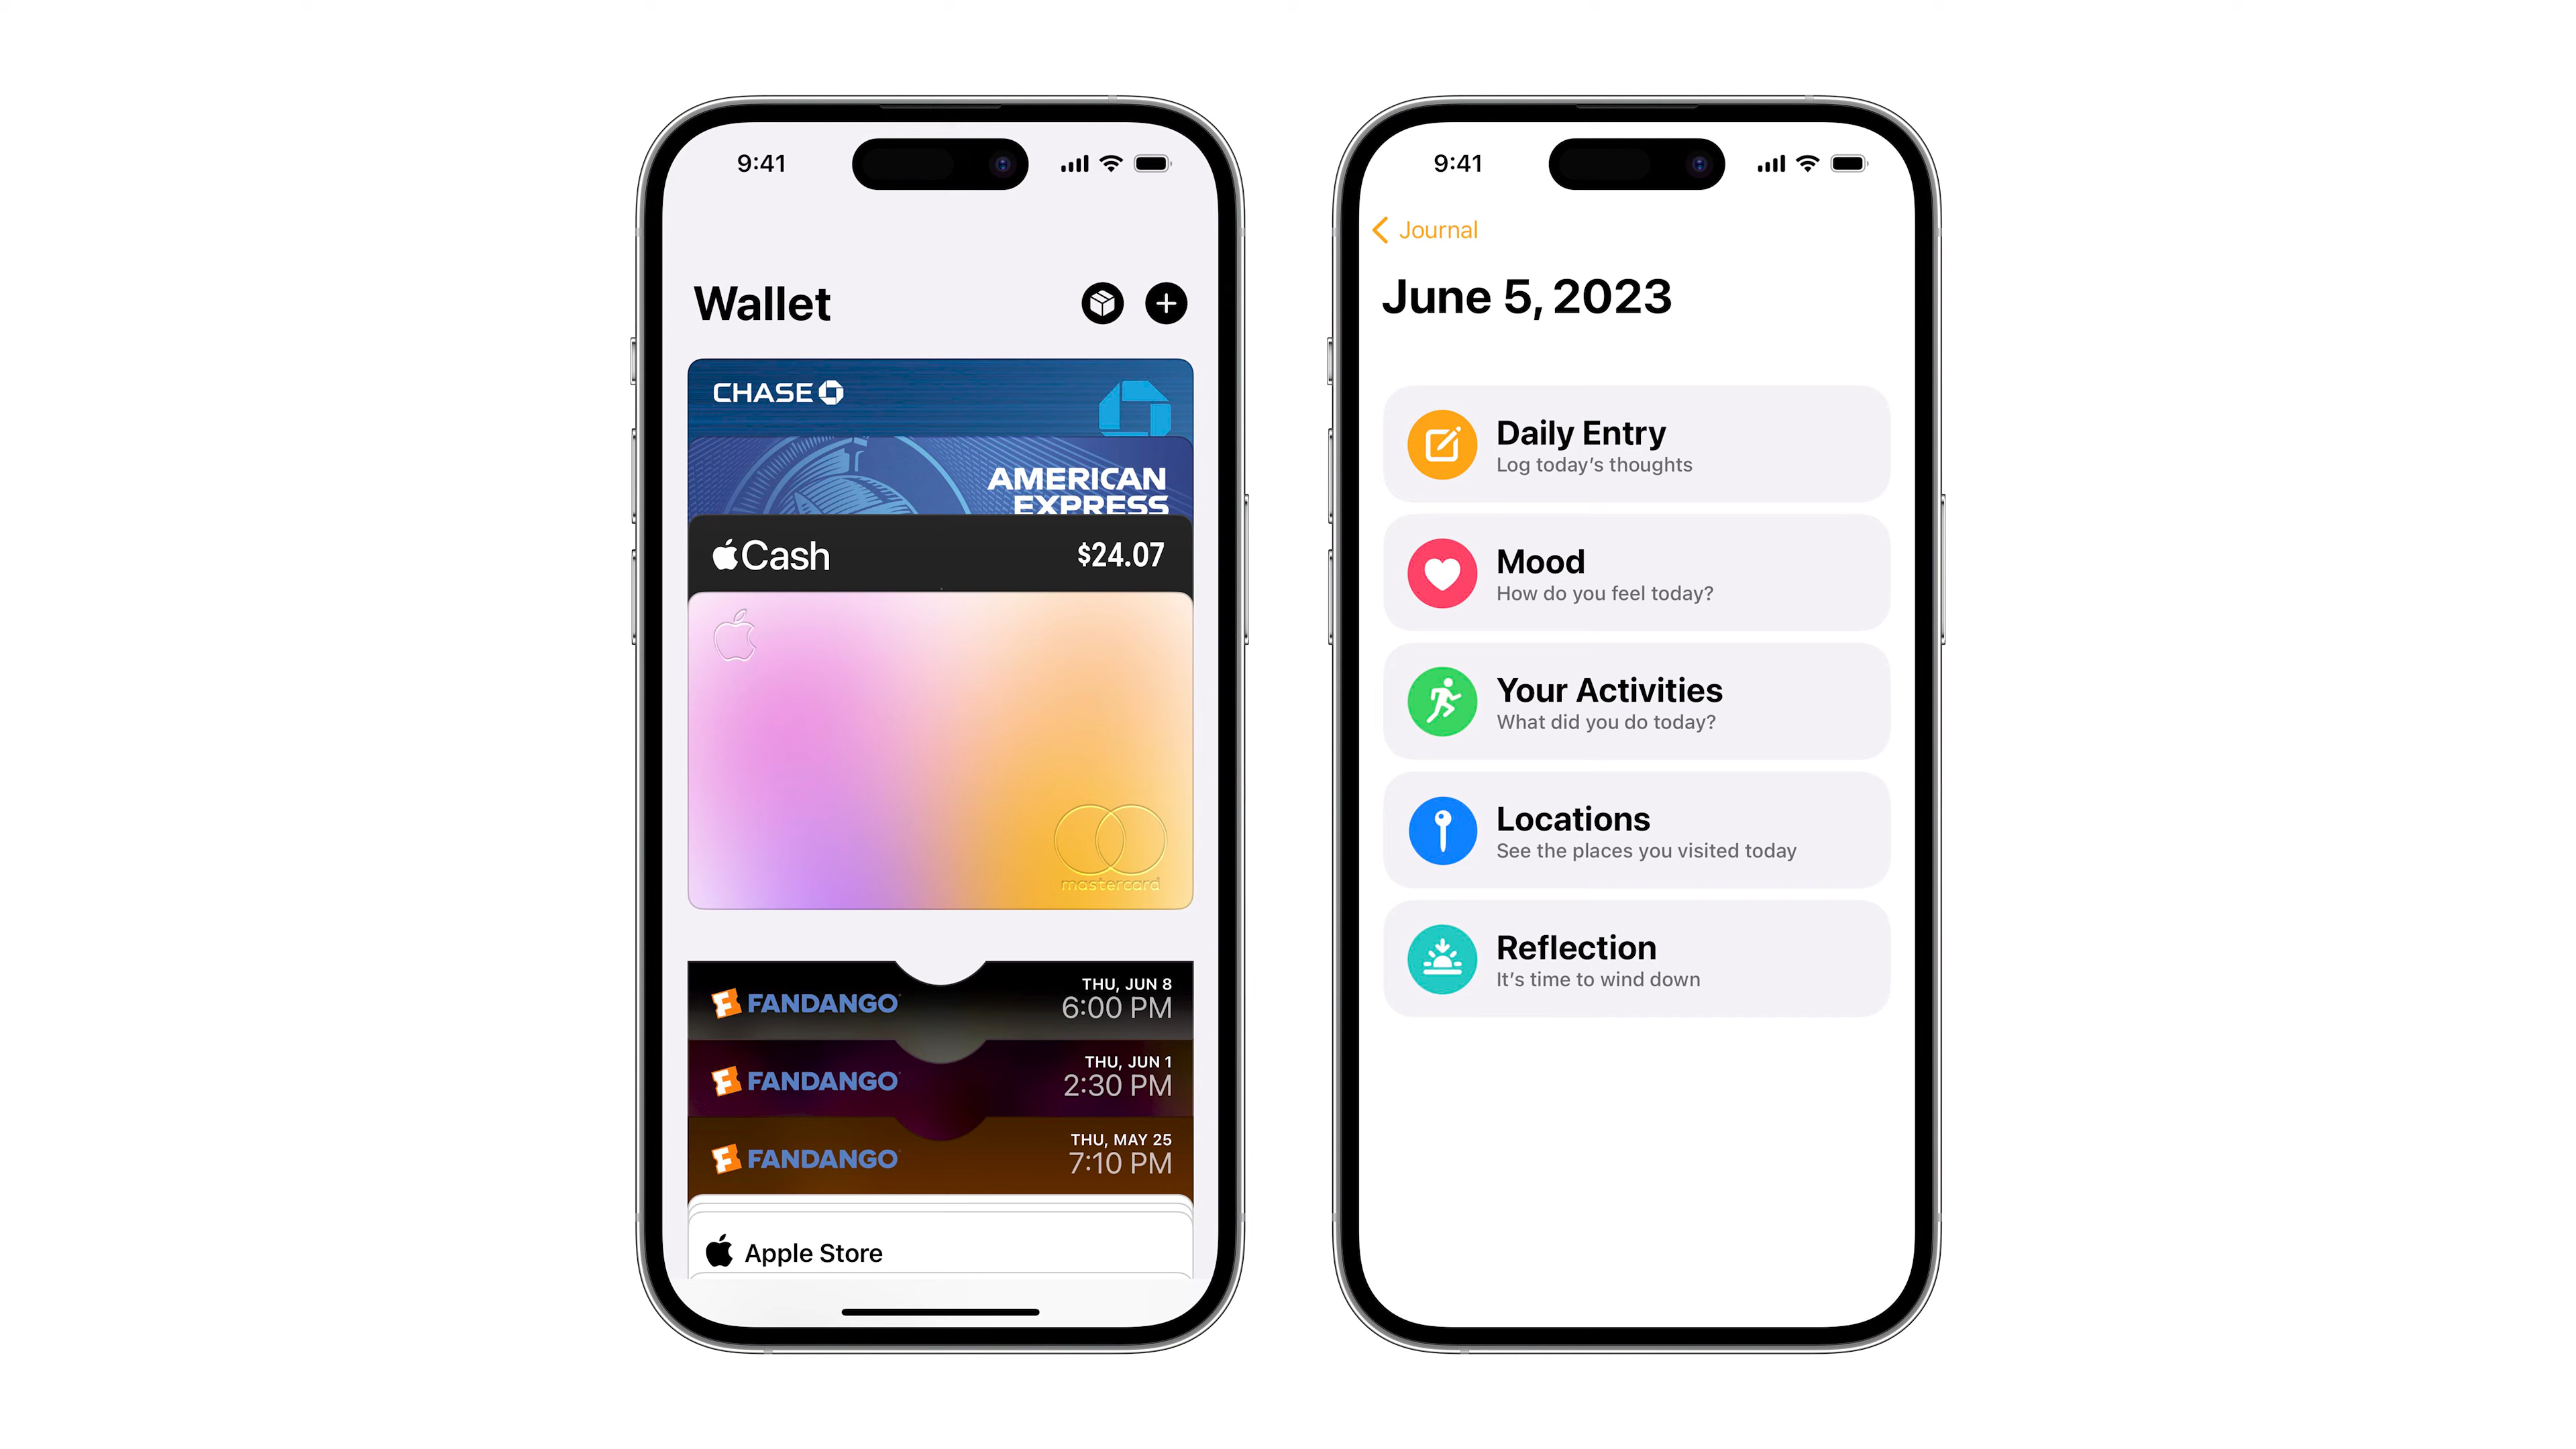 9:41
Wallet
CHASE
AMERICAN
EXPRESS
Cash $24.07
mastercard
FANDANGO THU, JUN 8
6:00 PM
FANDANGO THU, JUN 1
2:30 PM
FANDANGO THU, MAY 25
7:10 PM
Apple Store
9:41
Journal
June 5, 2023
Daily Entry
Log today’s thoughts
Mood
How do you feel today?
Your Activities
What did you do today?
Locations
See the places you visited today
Reflection
It’s time to wind down